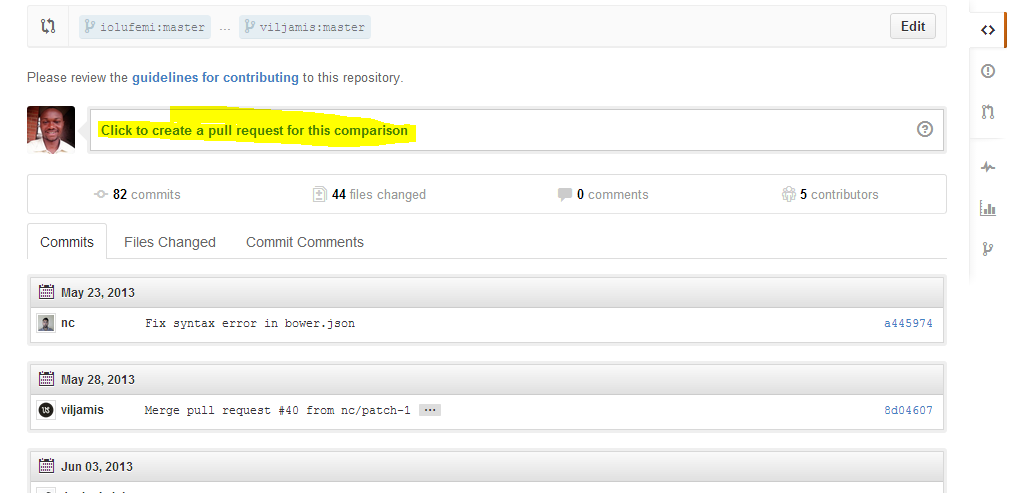 iolufemi:master ... viljamis:master Edit
Please review the guidelines for contributing to this repository.
Click to create a pull request for this comparison
82 commits 44 files changed 0 comments 5 contributors
Commits Files Changed Commit Comments
May 23, 2013
nc Fix syntax error in bower.json a445974
May 28, 2013
viljamis Merge pull request #40 from nc/patch-1 ... 8d04607
Jun 03, 2013